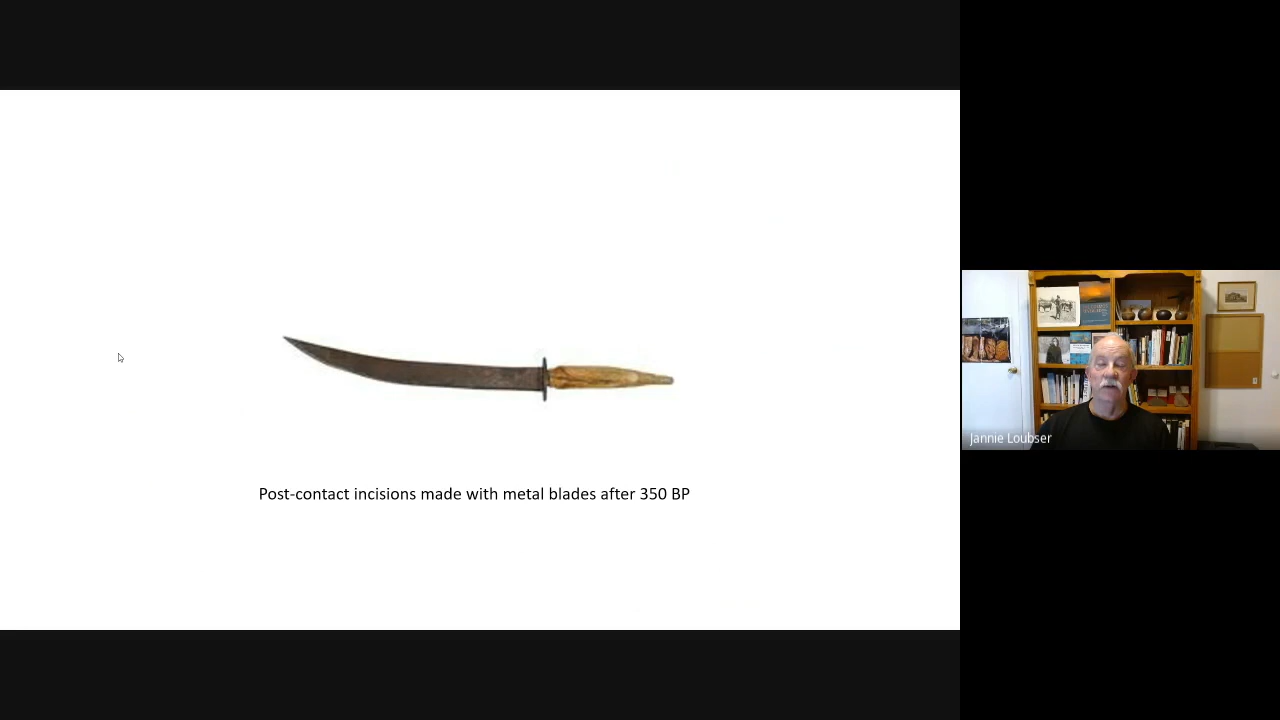 Post-contact incisions made with metal blades after 350 BP
Jannie Loubser